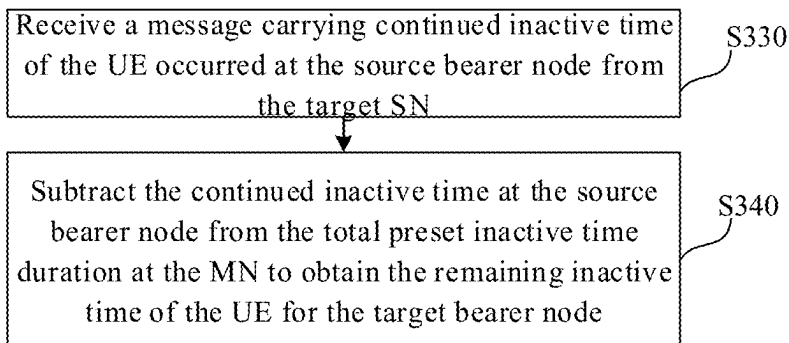 Receive a message carrying continued inactive time
of the UE occurred at the source bearer node from
the target SN
S330
Subtract the continued inactive time at the source
bearer node from the total preset inactive time
duration at the MN to obtain the remaining inactive
time of the UE for the target bearer node
S340